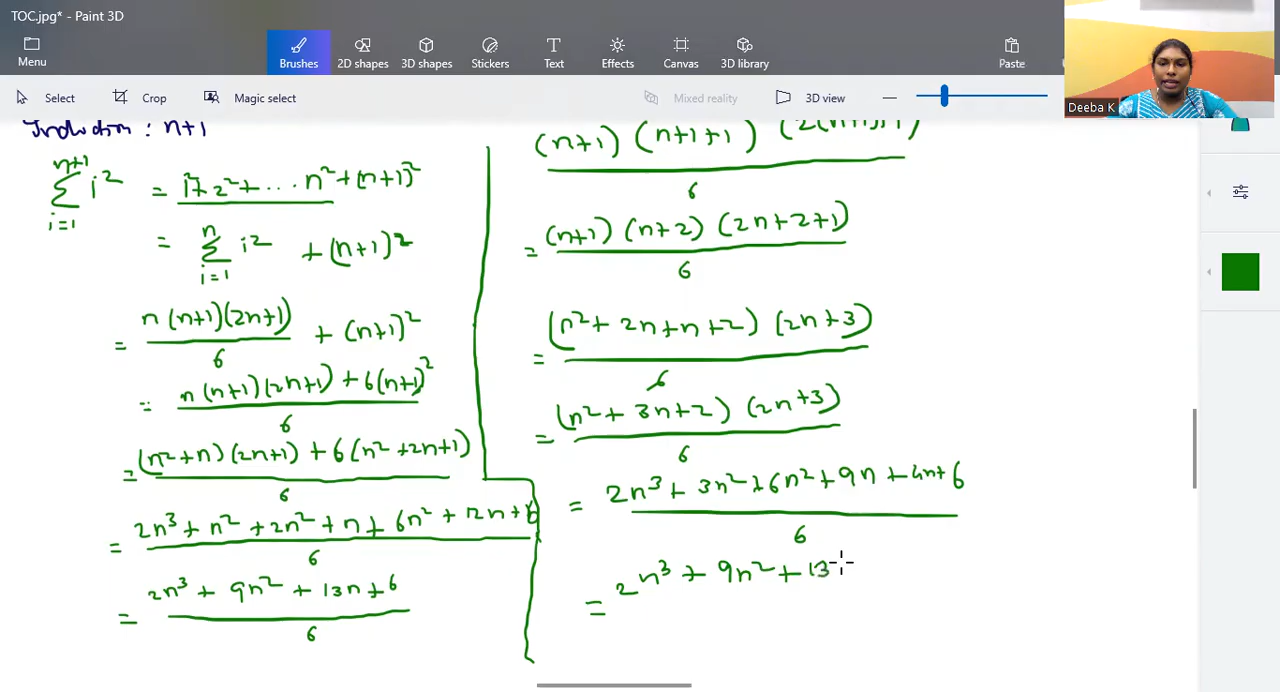 TOC.jpg* - Paint 3D
Menu
Brushes 2D shapes 3D shapes Stickers Text Effects Canvas 3D library Paste
Select Crop Magic select Mixed reality 3D view
Deeba K
Induction : n+1
n+1 ∑ i=1 i² = 1²+2²+ ... n²+(n+1)²
= n ∑ i=1 i² + (n+1)²
= n(n+1)(2n+1) / 6 + (n+1)²
= n(n+1)(2n+1) + 6(n+1)² / 6
= (n²+n)(2n+1) + 6(n²+2n+1) / 6
= 2n³ + n² + 2n² + n + 6n² + 12n + 6 / 6
= 2n³ + 9n² + 13n + 6 / 6
(n+1) (n+1+1) (2(n+1)+1) / 6
= (n+1) (n+2) (2n+2+1) / 6
= (n² + 2n+n+2) (2n+3) / 6
= (n² + 3n+2) (2n+3) / 6
= 2n³ + 3n² + 6n² + 9n + 4n + 6 / 6
= 2n³ + 9n² + 13